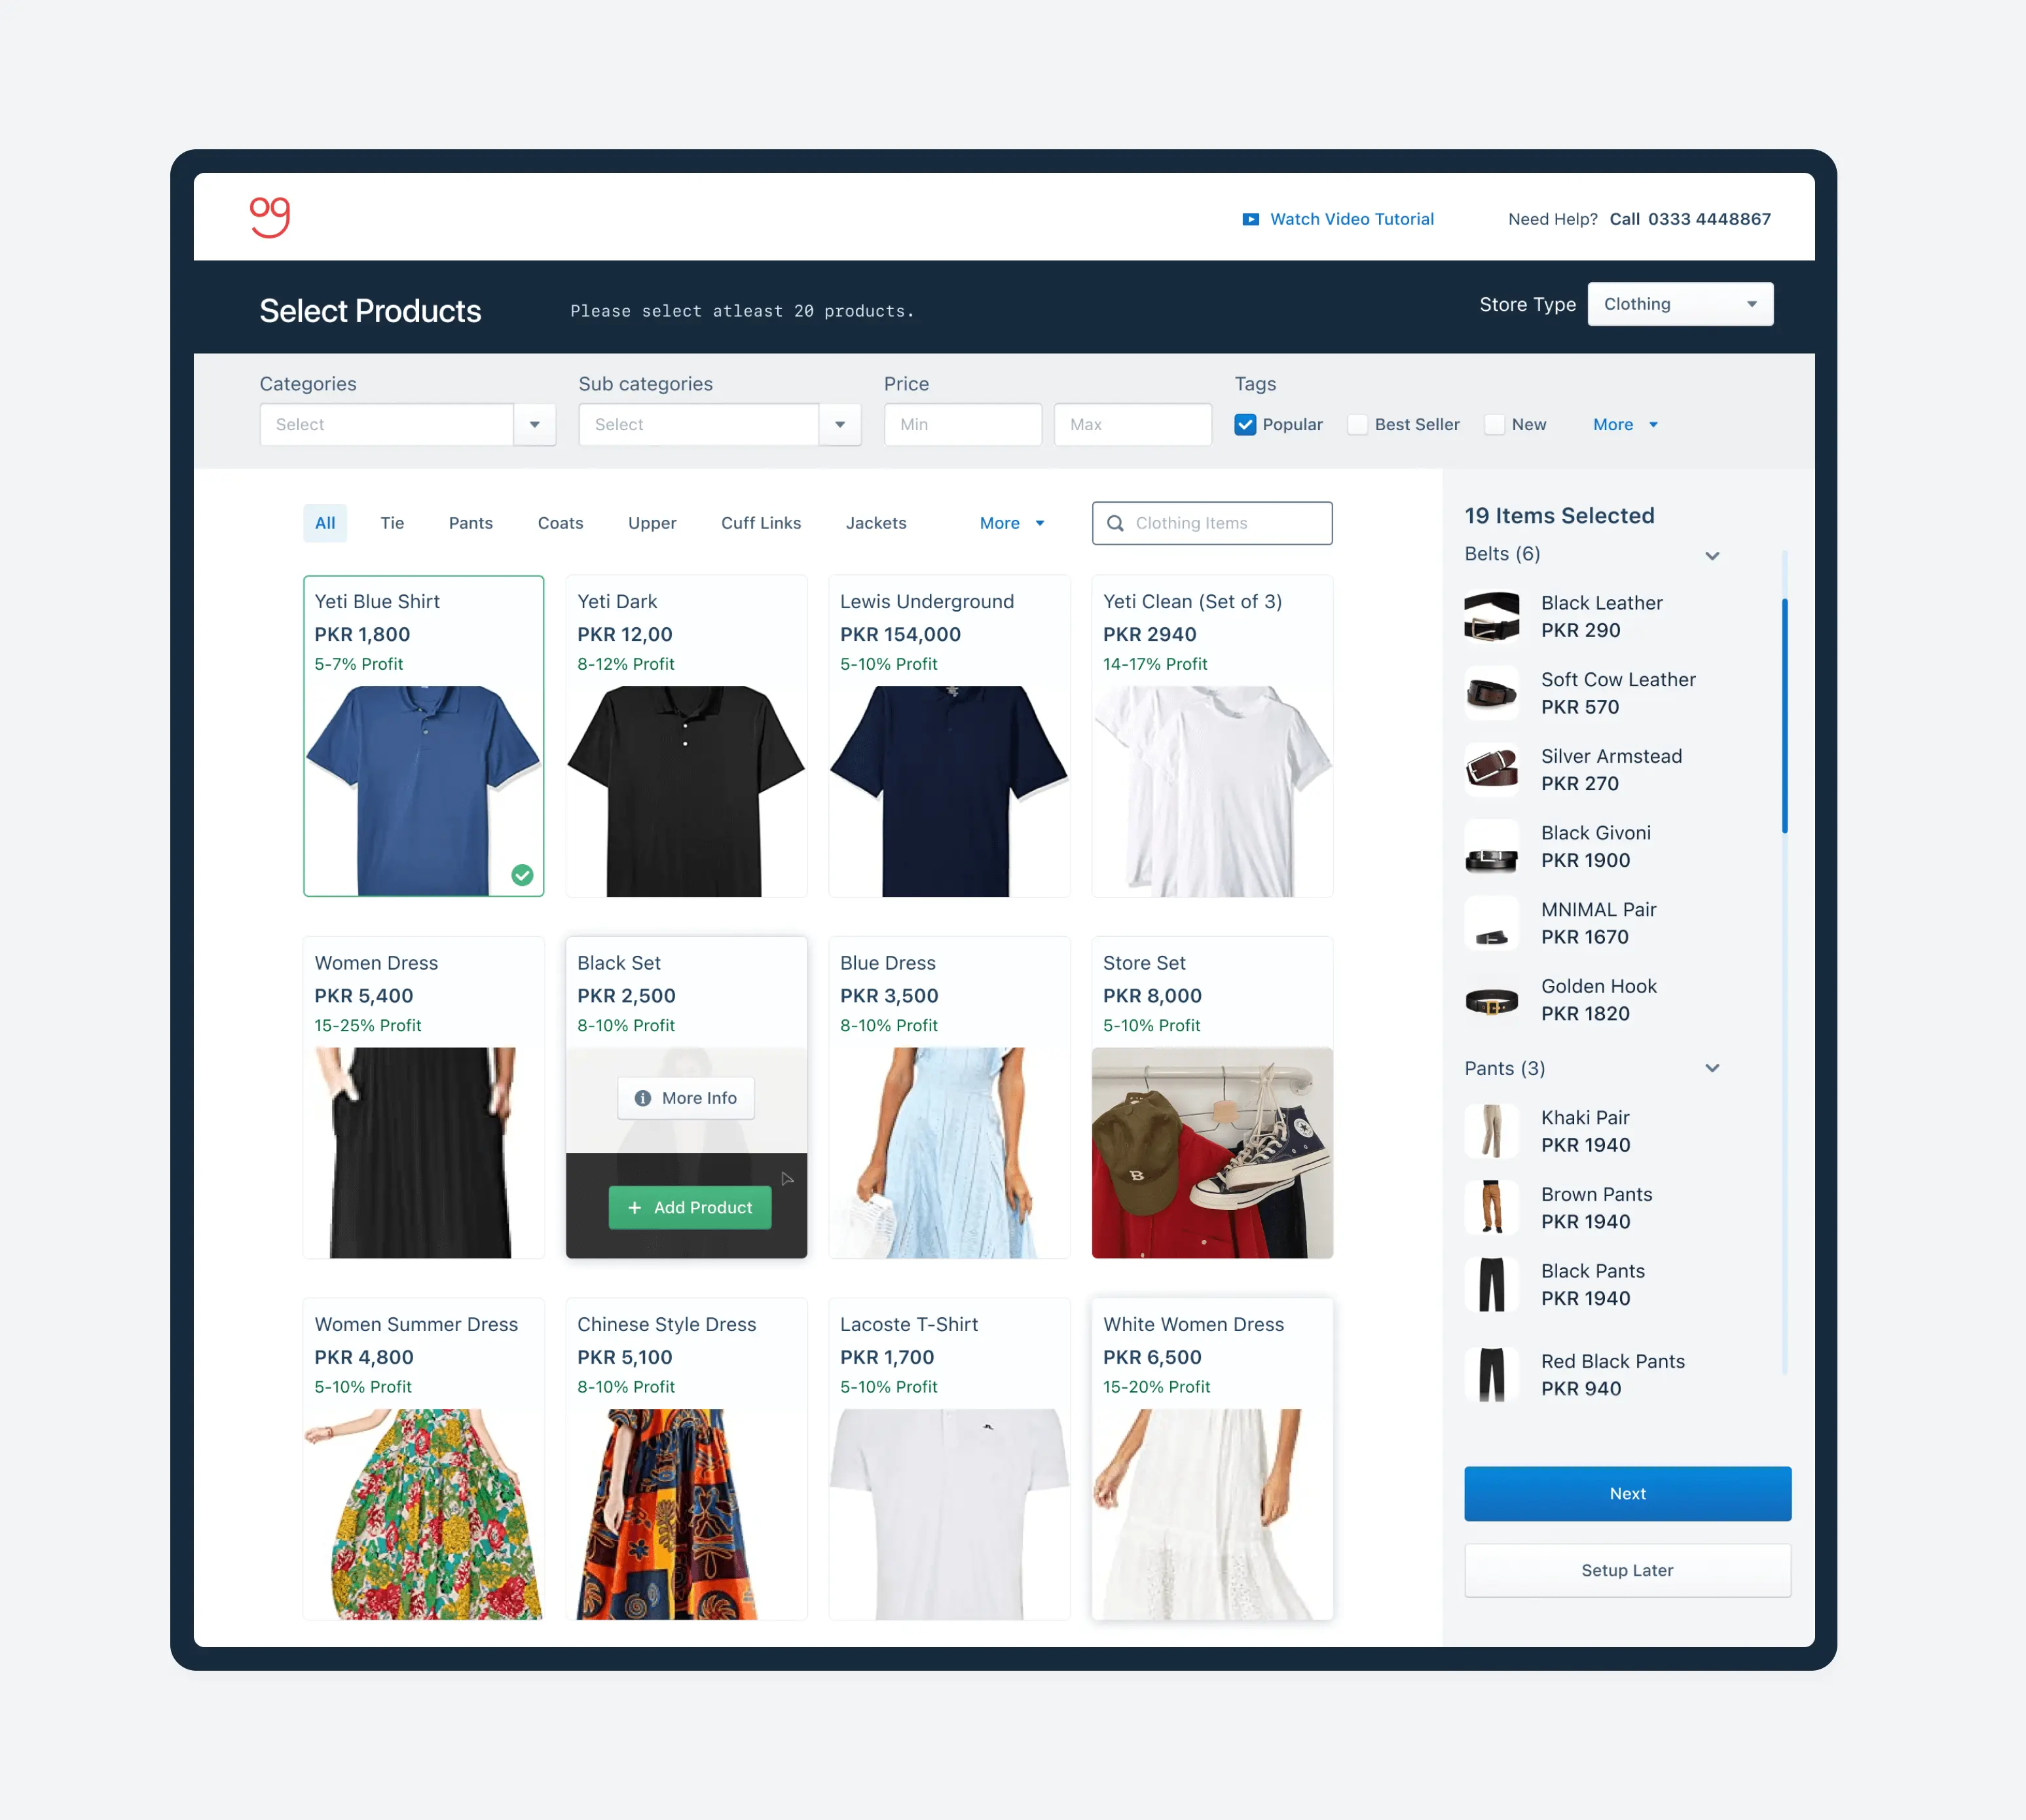 og
Watch Video Tutorial
Need Help? Call 0333 4448867
Select Products
Please select atleast 20 products.
Store Type
Clothing
Categories
Sub categories
Price
Tags
Select
Select
Min
Max
Popular
Best Seller
New
More
All
Tie
Pants
Coats
Upper
Cuff Links
Jackets
More
Clothing Items
Yeti Blue Shirt
PKR 1,800
5-7% Profit
Yeti Dark
PKR 12,00
8-12% Profit
Lewis Underground
PKR 154,000
5-10% Profit
Yeti Clean (Set of 3)
PKR 2940
14-17% Profit
Women Dress
PKR 5,400
15-25% Profit
Black Set
PKR 2,500
8-10% Profit
More Info
Add Product
Blue Dress
PKR 3,500
8-10% Profit
Store Set
PKR 8,000
5-10% Profit
B
Women Summer Dress
PKR 4,800
5-10% Profit
Chinese Style Dress
PKR 5,100
8-10% Profit
Lacoste T-Shirt
PKR 1,700
5-10% Profit
White Women Dress
PKR 6,500
15-20% Profit
19 Items Selected
Belts (6)
Black Leather
PKR 290
Soft Cow Leather
PKR 570
Silver Armstead
PKR 270
Black Givoni
PKR 1900
MNIMAL Pair
PKR 1670
Golden Hook
PKR 1820
Pants (3)
Khaki Pair
PKR 1940
Brown Pants
PKR 1940
Black Pants
PKR 1940
Red Black Pants
PKR 940
Next
Setup Later